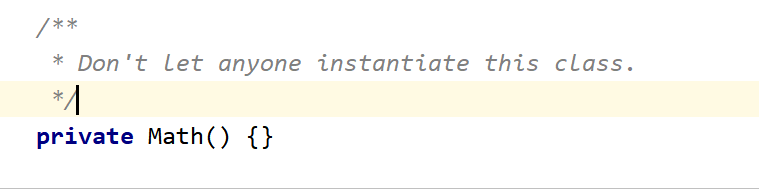 /**
* Don't let anyone instantiate this class.
*/
private Math() {}